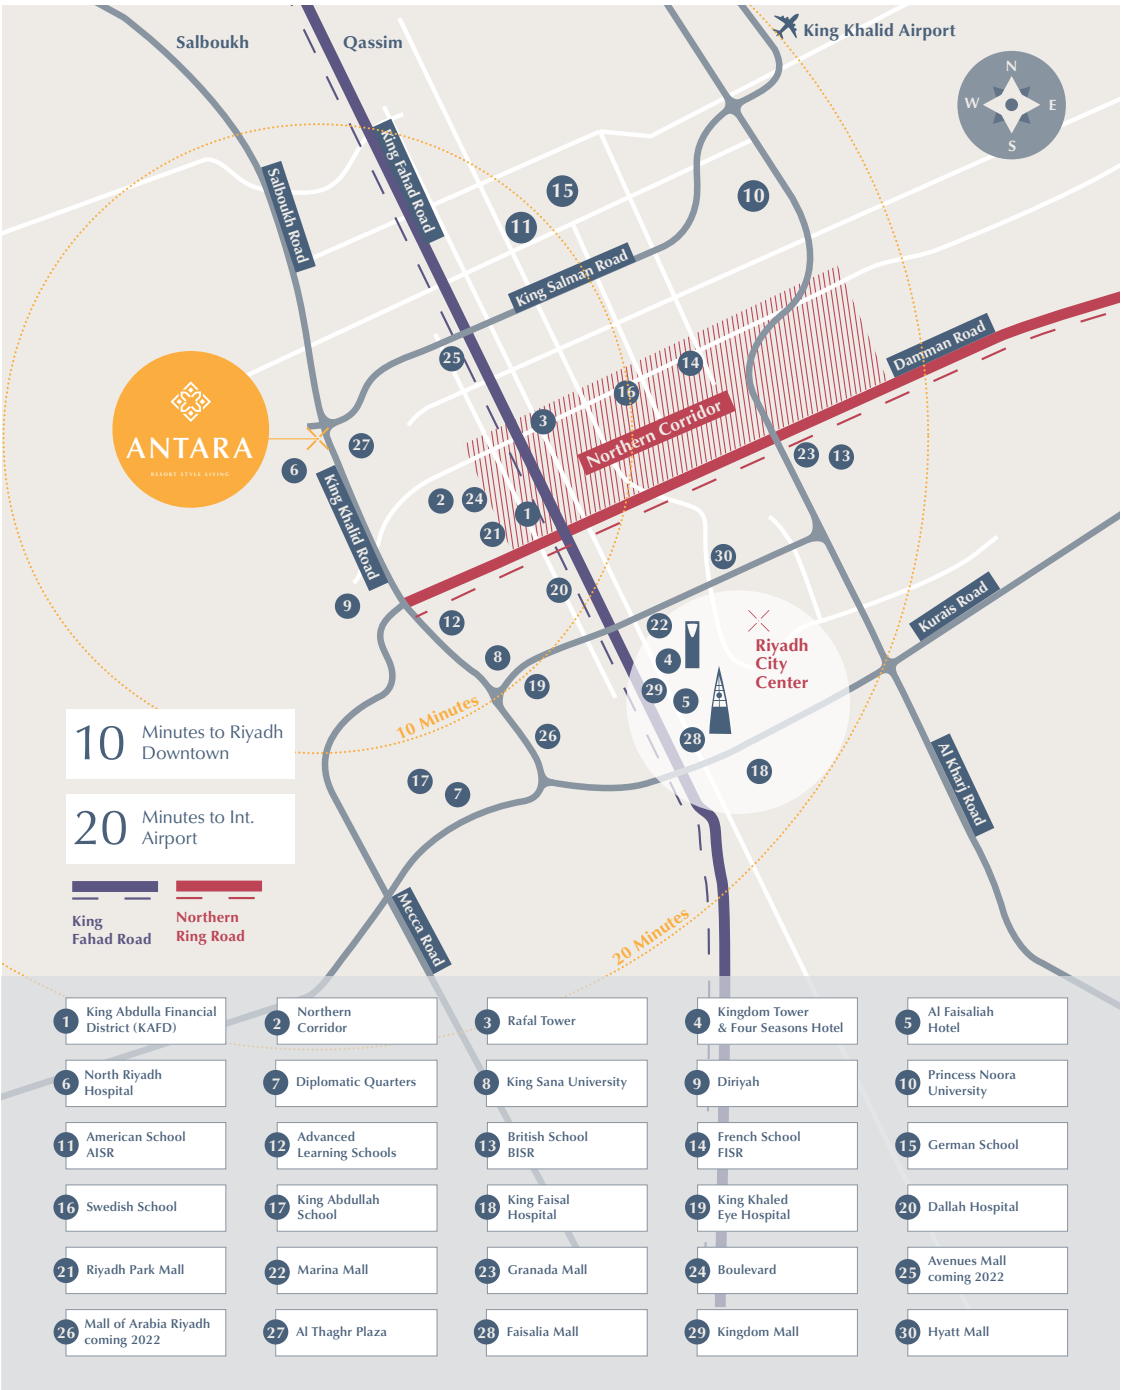 Salboukh
Qassim
King Khalid Airport
N
W
E
S
King Fahad Road
Salboukh Road
15
10
11
King Salman Road
25
14
Damman Road
16
3
Northern Corridor
ANTARA
RESORT STYLE LIVING
27
6
23
13
King Khalid Road
2
24
1
21
30
20
9
12
22
Kurais Road
Riyadh
City
Center
8
4
19
29
5
10 Minutes
26
28
18
17
7
Al Kharj Road
10
Minutes to Riyadh
Downtown
20
Minutes to Int.
Airport
King
Fahad Road
Northern
Ring Road
Mecca Road
20 Minutes
1
King Abdulla Financial
District (KAFD)
2
Northern
Corridor
3
Rafal Tower
4
Kingdom Tower
& Four Seasons Hotel
5
Al Faisaliah
Hotel
6
North Riyadh
Hospital
7
Diplomatic Quarters
8
King Sana University
9
Diriyah
10
Princess Noora
University
11
American School
AISR
12
Advanced
Learning Schools
13
British School
BISR
14
French School
FISR
15
German School
16
Swedish School
17
King Abdullah
School
18
King Faisal
Hospital
19
King Khaled
Eye Hospital
20
Dallah Hospital
21
Riyadh Park Mall
22
Marina Mall
23
Granada Mall
24
Boulevard
25
Avenues Mall
coming 2022
26
Mall of Arabia Riyadh
coming 2022
27
Al Thaghr Plaza
28
Faisalia Mall
29
Kingdom Mall
30
Hyatt Mall